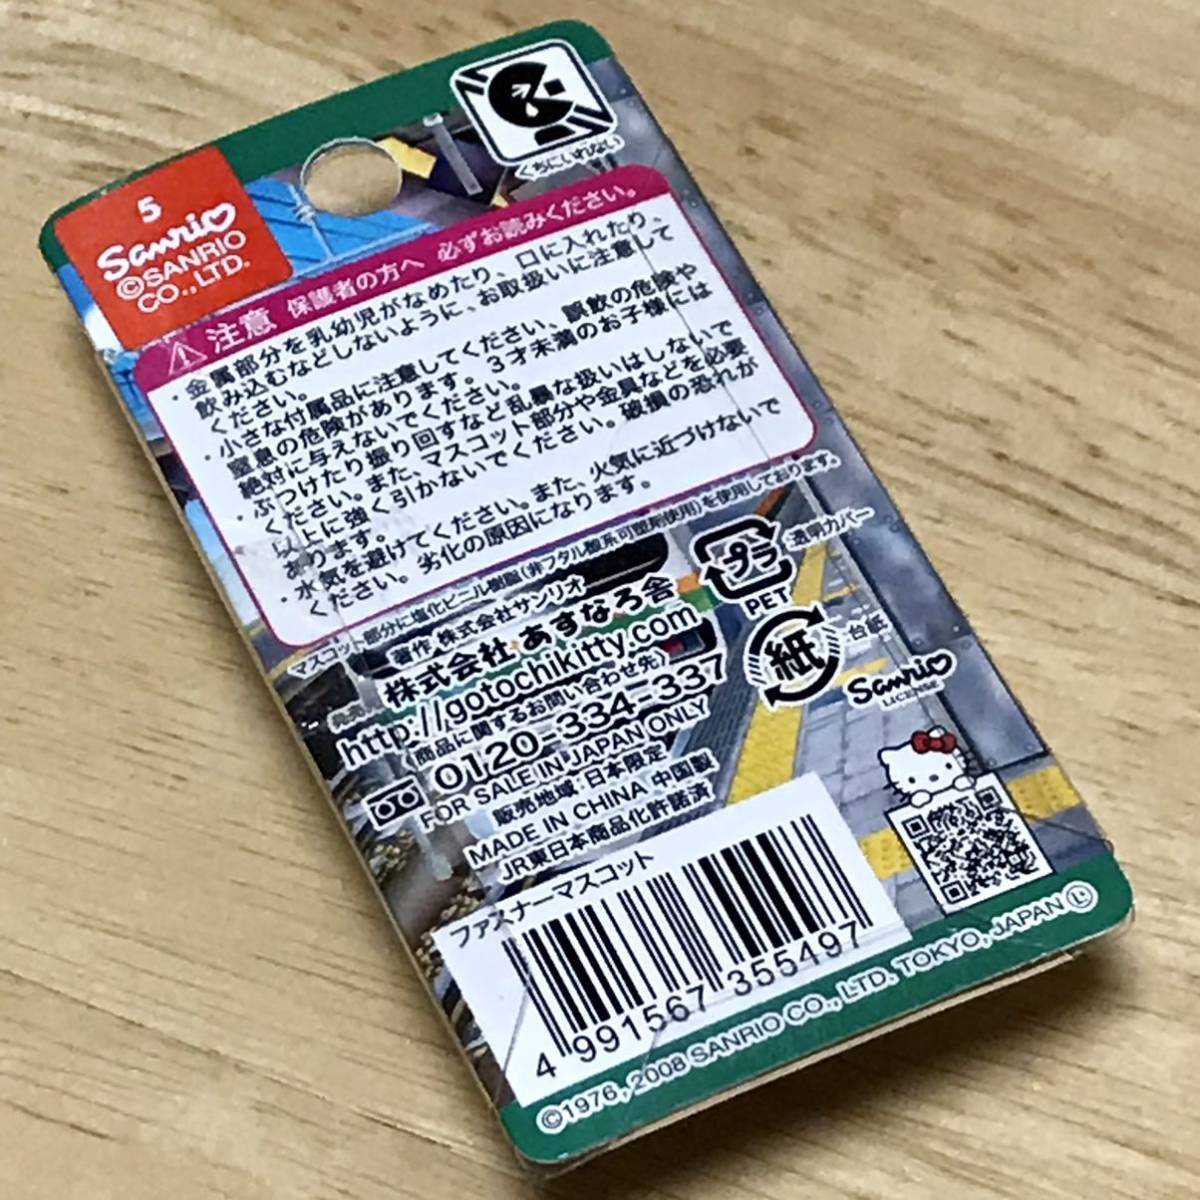 くちにいれない
5
Sanrio
©SANRIO
CO.,LTD.
注意 保護者の方へ 必ずお読みください。
・金属部分を乳幼児がなめたり、口に入れたり、
飲み込むなどしないように、お取扱いに注意して
ください。
・小さな付属品に注意してください、誤飲の危険や
窒息の危険があります。3才未満のお子様には
絶対に与えないでください。
・ぶつけたり振り回すなど乱暴な扱いはしないで
ください。また、マスコット部分や金具などを必要
以上に強く引かないでください。破損の恐れが
あります。
・水気を避けてください。また、火気に近づけないで
ください。劣化の原因になります。
マスコット部分に塩化ビニール樹脂(非フタル酸系可塑剤使用)を使用しております。
著作 株式会社サンリオ
株式会社 あすなろ舎
http://gotochikitty.com
商品に関するお問い合わせ先)
0120-334-337
FOR SALE IN JAPAN ONLY
販売地域:日本限定
MADE IN CHINA 中国製
JR東日本商品化許諾済
プラ
PET
透明カバー
紙
台紙
Sanrio
LICENSE
ファスナーマスコット
4 991567 355497
©1976, 2008 SANRIO CO., LTD. TOKYO, JAPAN Ⓛ